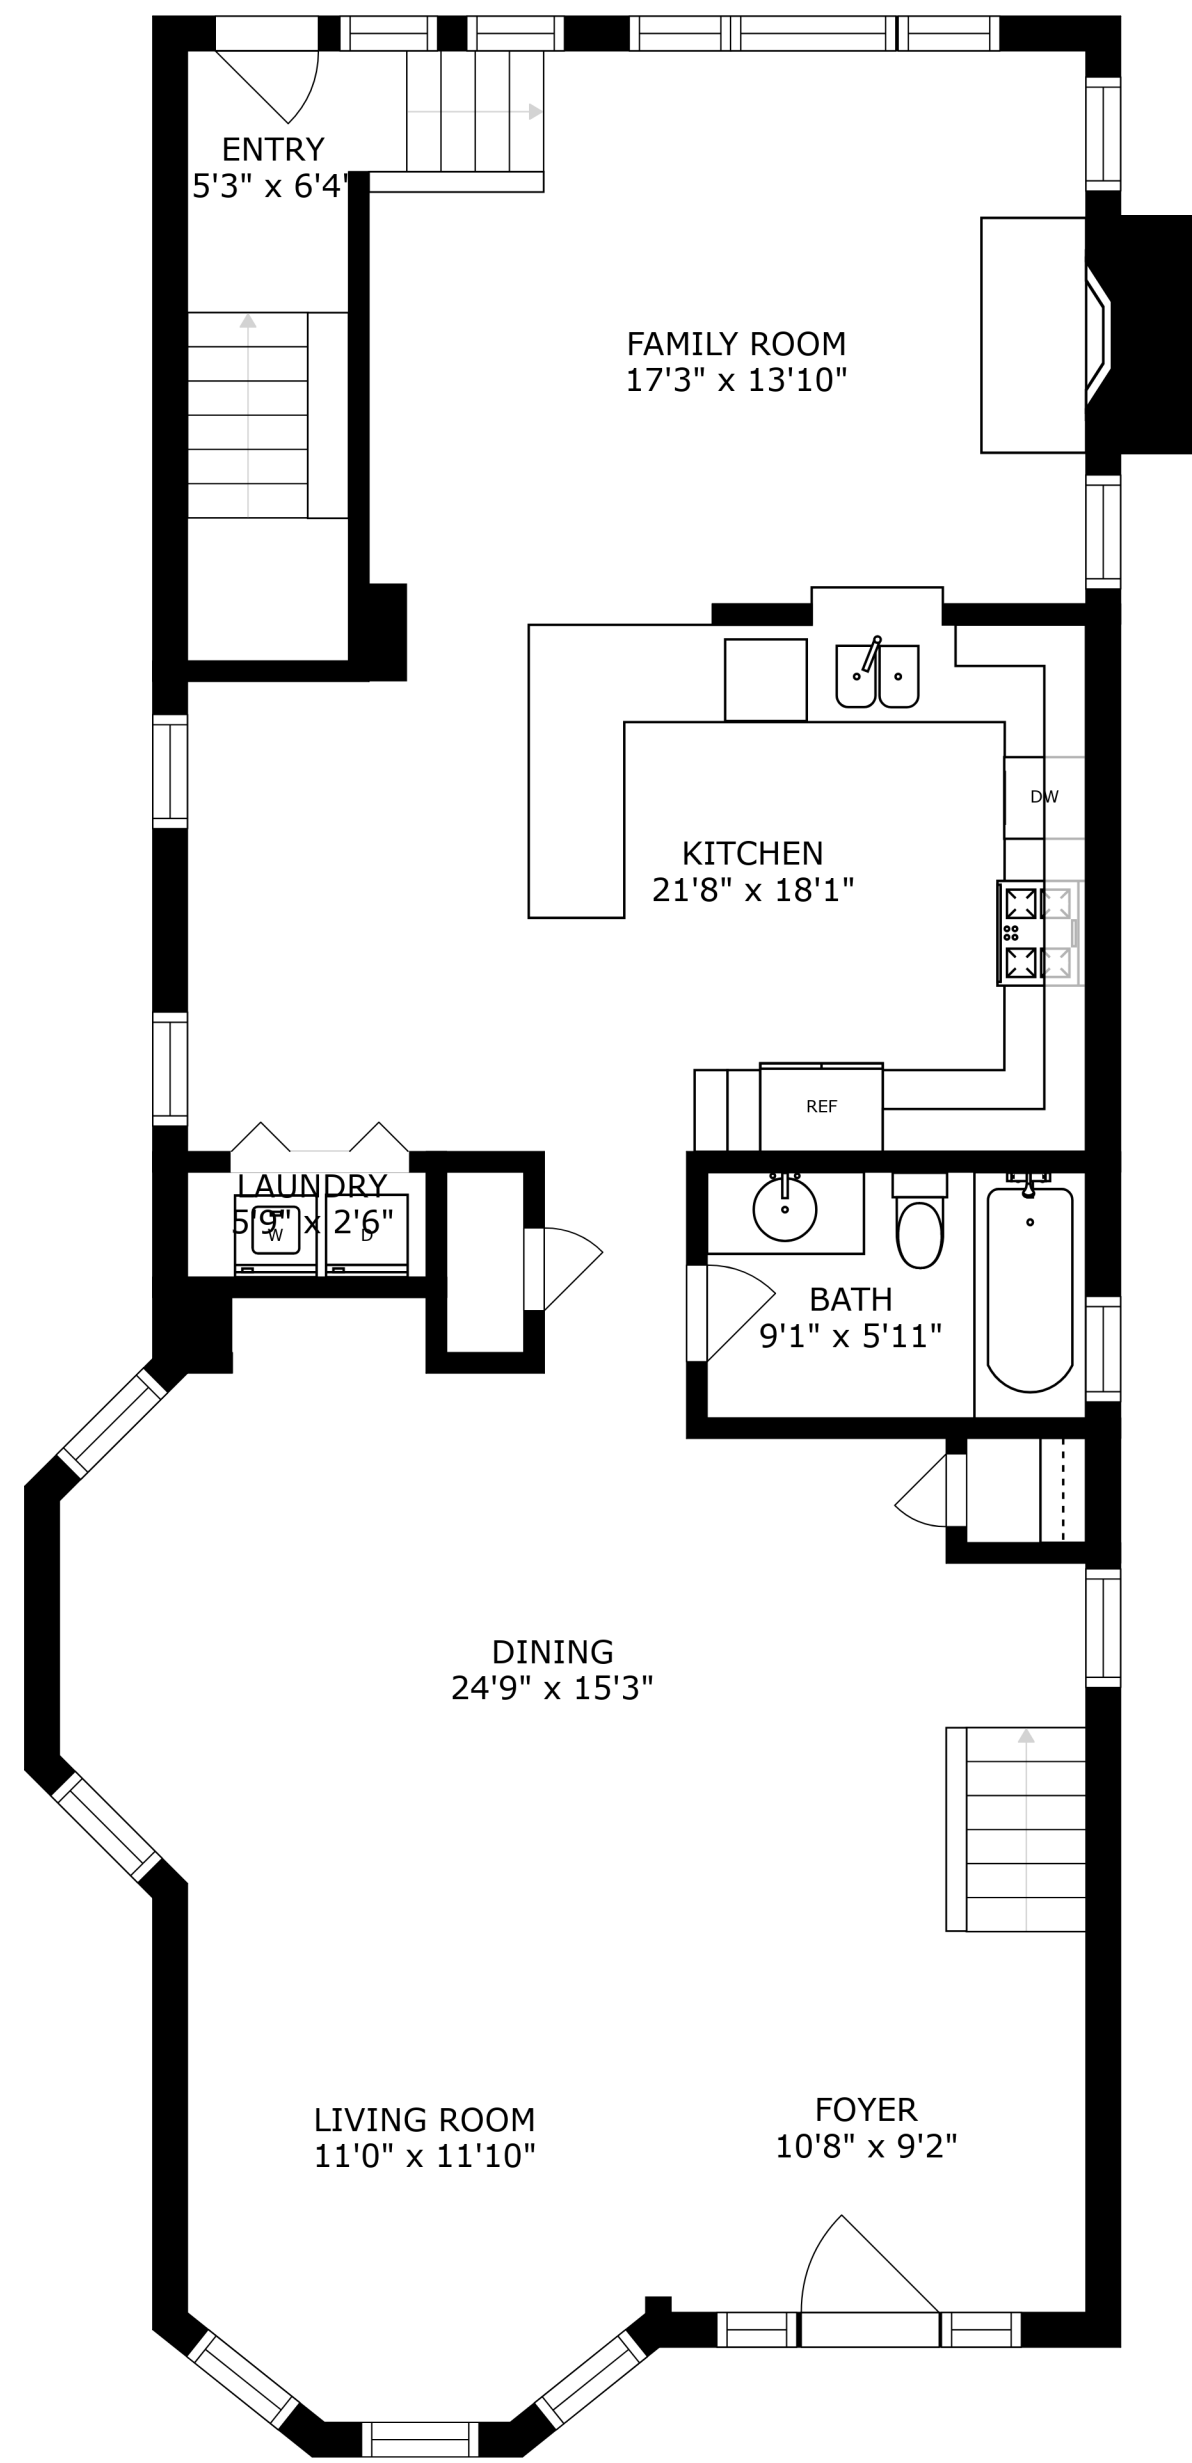 ENTRY
5'3" x 6'4"
FAMILY ROOM
17'3" x 13'10"
DW
KITCHEN
21'8" x 18'1"
REF
LAUNDRY
5'9" x 2'6"
W
D
BATH
9'1" x 5'11"
DINING
24'9" x 15'3"
LIVING ROOM
11'0" x 11'10"
FOYER
10'8" x 9'2"